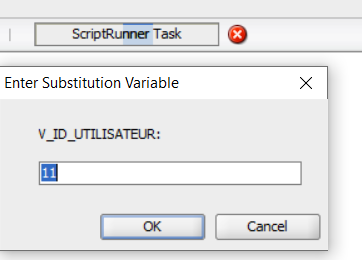 ScriptRunner Task
Enter Substitution Variable
V_ID_UTILISATEUR:
11
OK Cancel